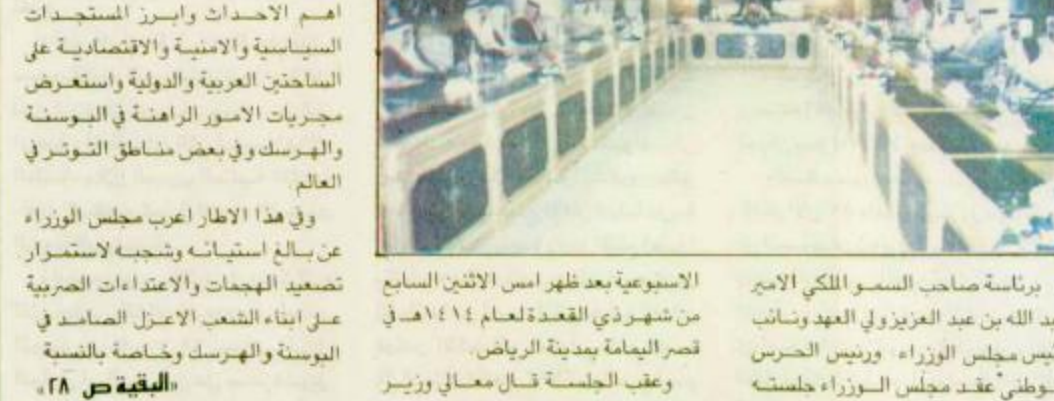 برئاسة صاحب السمو الملكي الامير
عبد الله بن عبد العزيز ولي العهد ونائب
رئيس مجلس الوزراء ورئيس الحرس
الوطني عقد مجلس الوزراء جلسته
الاسبوعية بعد ظهر امس الاثنين السابع
من شهر ذي القعدة لعام ١٤١٤هـ في
قصر اليمامة بمدينة الرياض.
وعقب الجلسة قال معالي وزير
اهم الاحداث وابرز المستجدات
السياسية والامنية والاقتصادية على
الساحتين العربية والدولية واستعرض
مجريات الامور الراهنة في البوسنة
والهرسك وفي بعض مناطق التوتر في
العالم.
وفي هذا الاطار اعرب مجلس الوزراء
عن بالغ استيائه وشجبه لاستمرار
تصعيد الهجمات والاعتداءات الصربية
على ابناء الشعب الاعزل الصامد في
البوسنة والهرسك وخاصة بالنسبة
«البقية ص ٢٨»